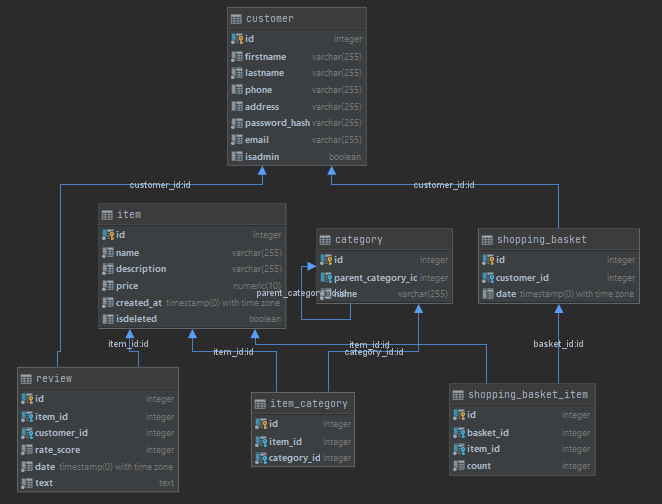 customer
id integer
firstname varchar(255)
lastname varchar(255)
phone varchar(255)
address varchar(255)
password_hash varchar(255)
email varchar(255)
isadmin boolean
customer_id:id
customer_id:id
item
id integer
name varchar(255)
description varchar(255)
price numeric(10)
created_at timestamp(0) with time zone
isdeleted boolean
category
id integer
parent_category_id integer
name varchar(255)
parent_category_id:id
shopping_basket
id integer
customer_id integer
date timestamp(0) with time zone
item_id:id
item_id:id
item_id:id
category_id:id
basket_id:id
review
id integer
item_id integer
customer_id integer
rate_score integer
date timestamp(0) with time zone
text text
item_category
id integer
item_id integer
category_id integer
shopping_basket_item
id integer
basket_id integer
item_id integer
count integer